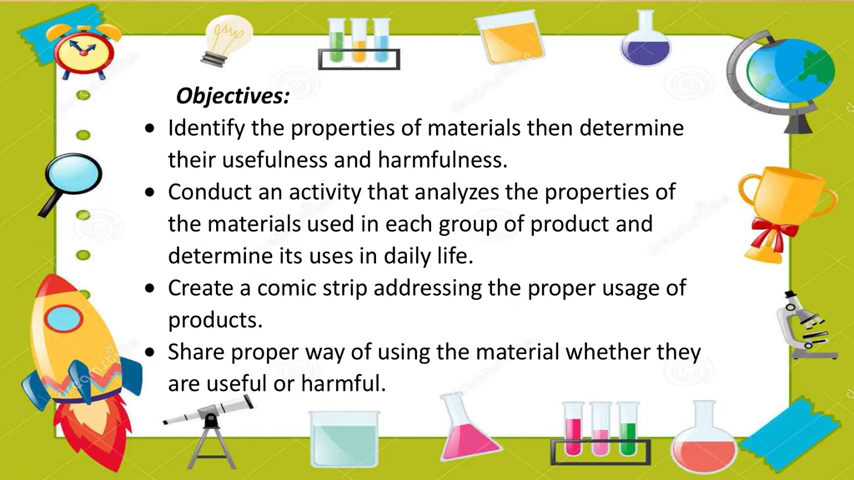 Objectives:
• Identify the properties of materials then determine
their usefulness and harmfulness.
• Conduct an activity that analyzes the properties of
the materials used in each group of product and
determine its uses in daily life.
• Create a comic strip addressing the proper usage of
products.
• Share proper way of using the material whether they
are useful or harmful.